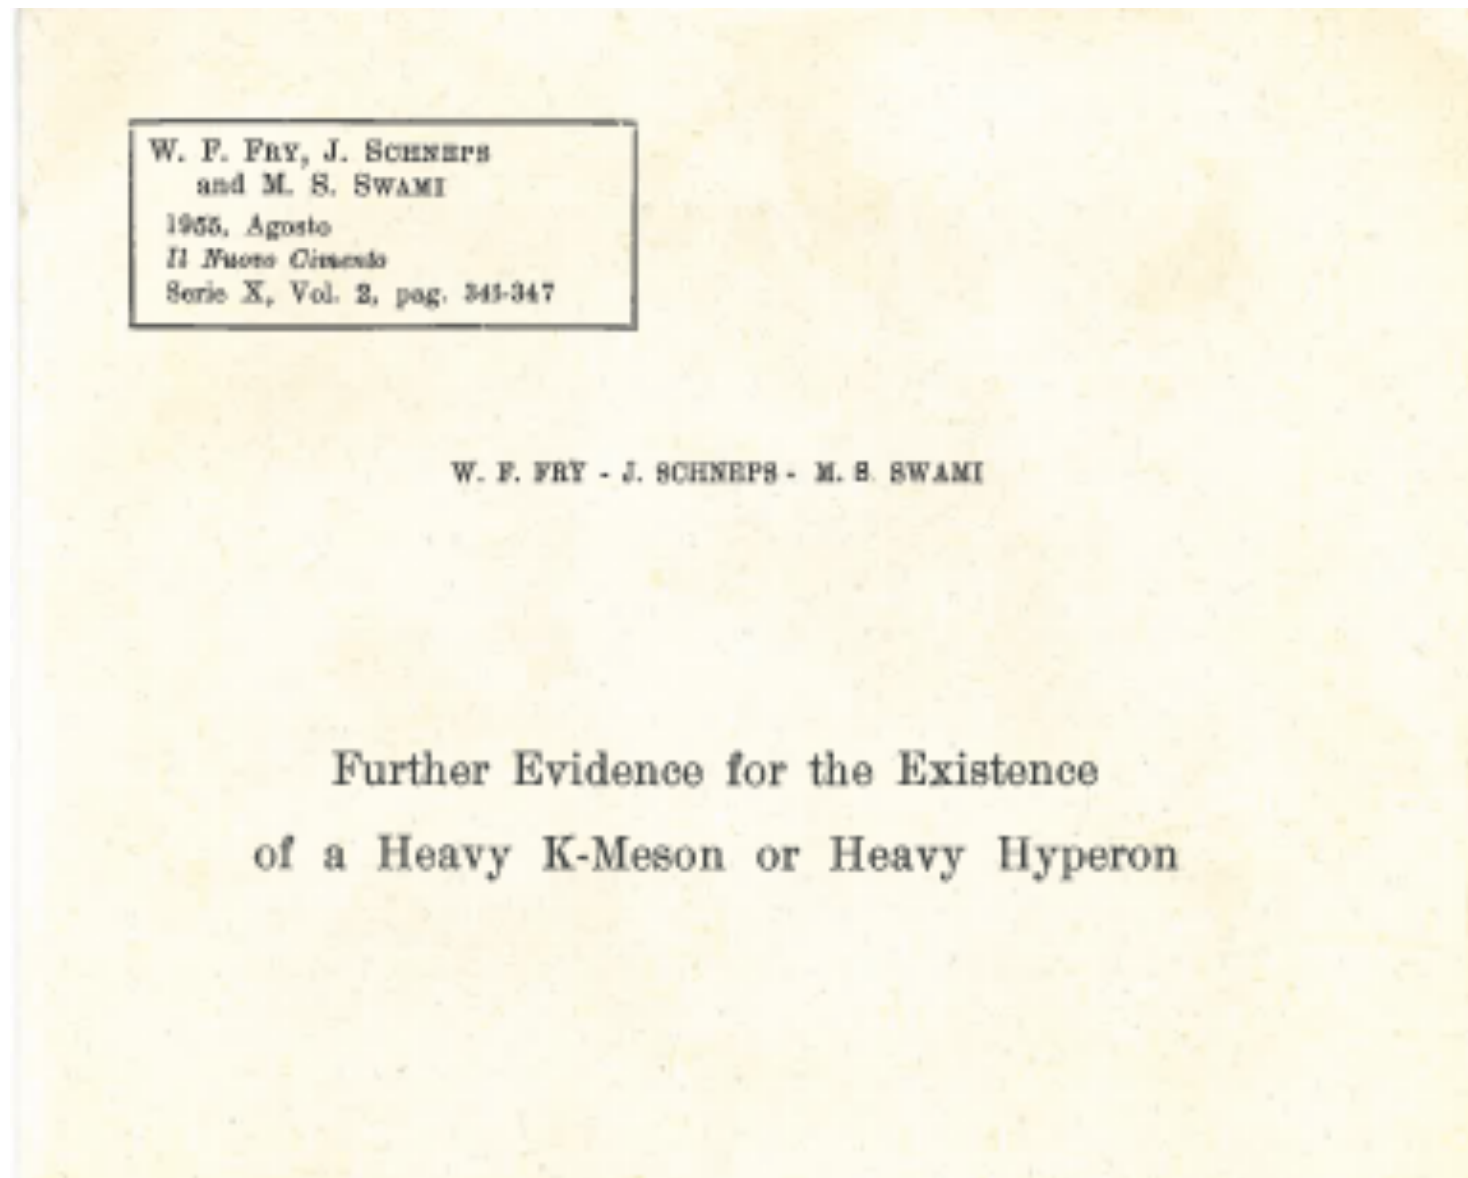 W. F. FRY, J. SCHNEPS
and M. S. SWAMI
1955, Agosto
Il Nuovo Cimento
Serie X, Vol. 2, pag. 341-347
W. F. FRY - J. SCHNEPS - M. S. SWAMI
Further Evidence for the Existence
of a Heavy K-Meson or Heavy Hyperon